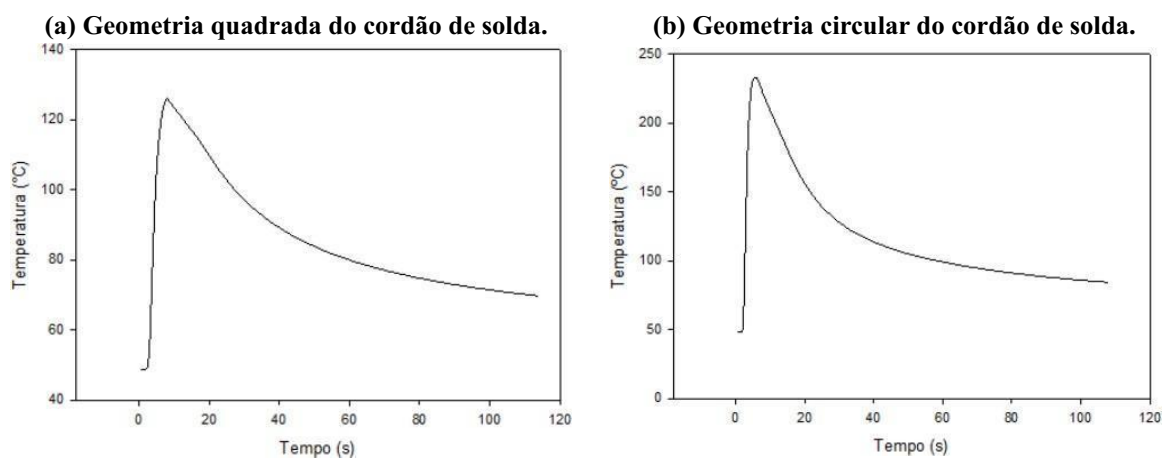 (a) Geometria quadrada do cordão de solda.
140
120
100
80
60
40
Temperatura (ºC)
0 20 40 60 80 100 120
Tempo (s)
(b) Geometria circular do cordão de solda.
250
200
150
100
50
0
Temperatura (ºC)
0 20 40 60 80 100 120
Tempo (s)